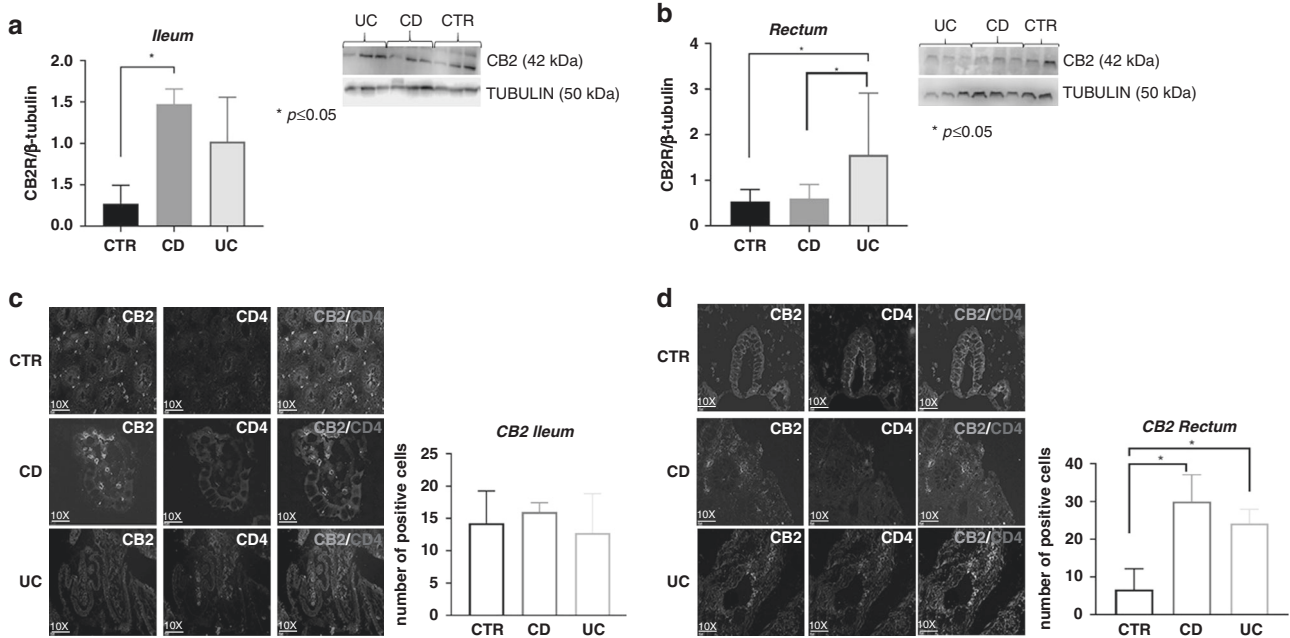 a
Ileum
CB2R/β-tubulin
2.0
1.5
1.0
1.5
0.0
*
CTR CD UC
* p≤0.05
UC CD CTR
CB2 (42 kDa)
TUBULIN (50 kDa)
b
Rectum
CB2R/β-tubulin
4
3
2
1
0
*
*
CTR CD UC
UC CD CTR
CB2 (42 kDa)
TUBULIN (50 kDa)
* p≤0.05
c
CTR
CB2 CD4 CB2/CD4
10X 10X 10X
CD
CB2 CD4 CB2/CD4
10X 10X 10X
UC
CB2 CD4 CB2/CD4
10X 10X 10X
CB2 Ileum
number of positive cells
25
20
15
10
5
0
CTR CD UC
d
CTR
CB2 CD4 CB2/CD4
10X 10X 10X
CD
CB2 CD4 CB2/CD4
10X 10X 10X
UC
CB2 CD4 CB2/CD4
10X 10X 10X
CB2 Rectum
number of positive cells
40
30
20
10
0
*
*
CTR CD UC